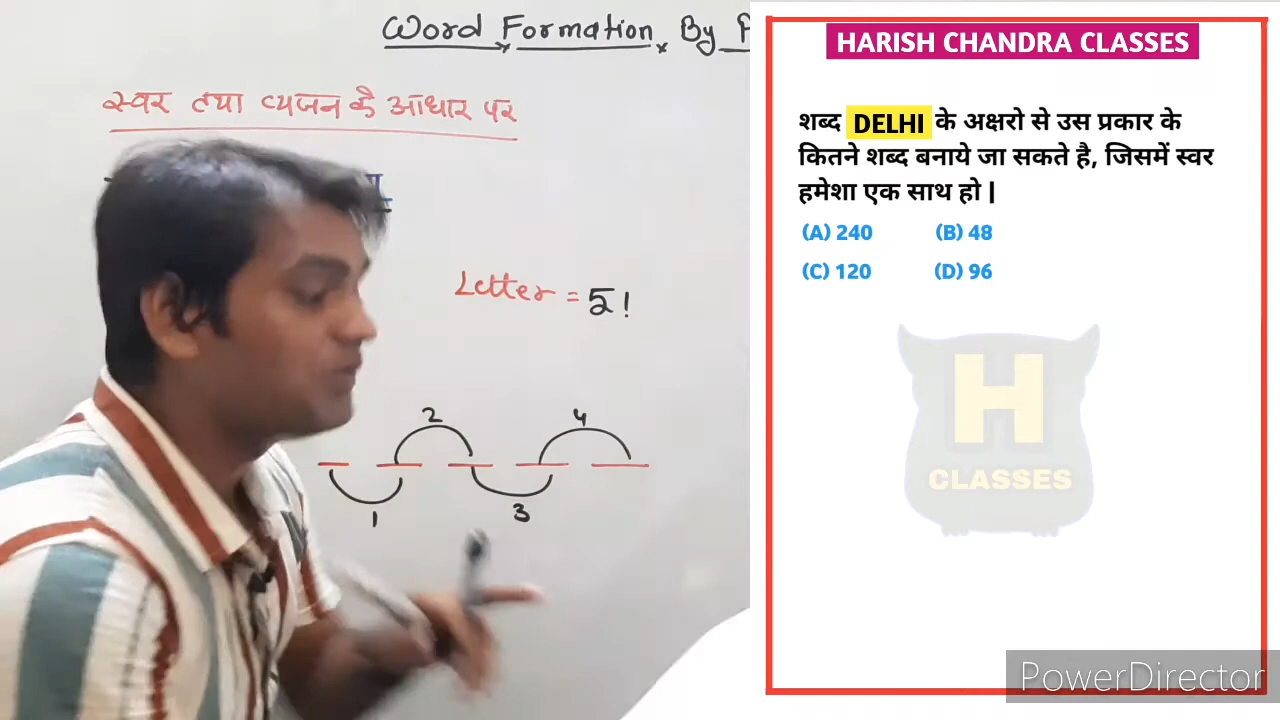 Word Formation By
स्वर तथा व्यजन के आधार पर
Letter = 5!
2 4
1 3
HARISH CHANDRA CLASSES
शब्द DELHI के अक्षरो से उस प्रकार के
कितने शब्द बनाये जा सकते है, जिसमें स्वर
हमेशा एक साथ हो |
(A) 240 (B) 48
(C) 120 (D) 96
H
CLASSES
PowerDirector